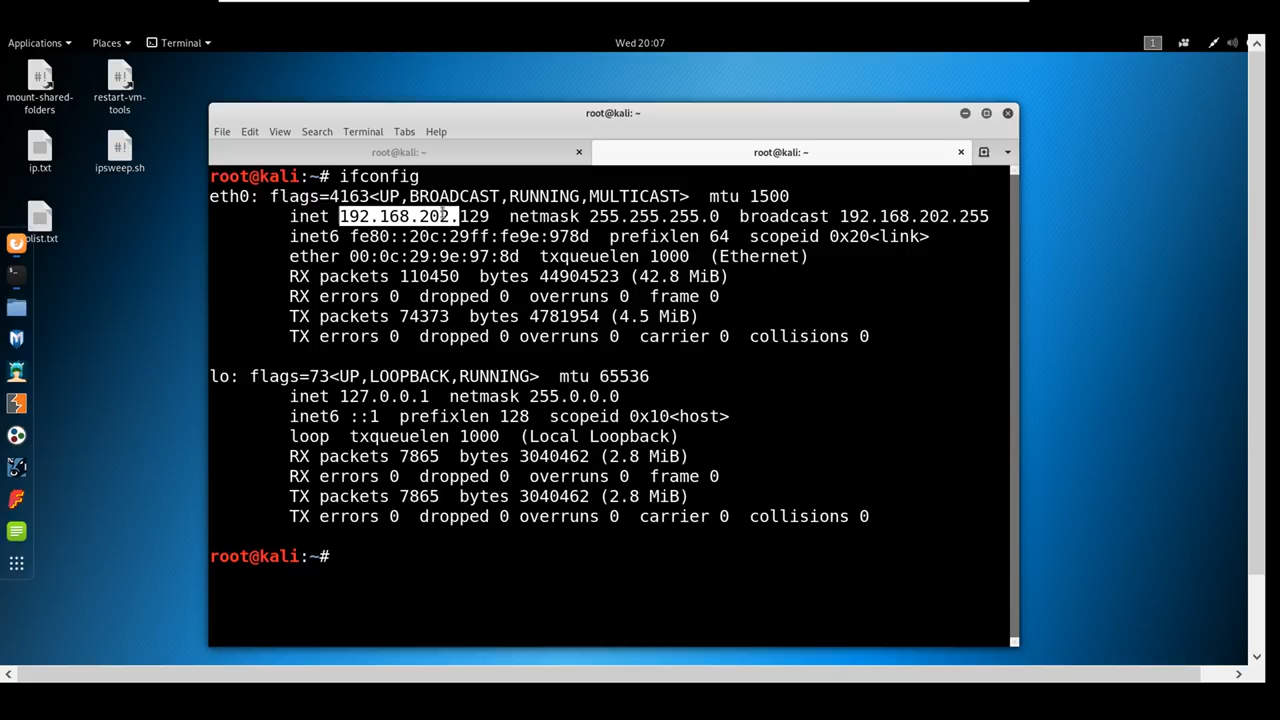 Applications Places Terminal Wed 20:07 1
mount-shared-folders
restart-vm-tools
ip.txt
ipsweep.sh
plist.txt
root@kali: ~
File Edit View Search Terminal Tabs Help
root@kali: ~ root@kali: ~
root@kali:~# ifconfig
eth0: flags=4163<UP,BROADCAST,RUNNING,MULTICAST> mtu 1500
inet 192.168.202.129 netmask 255.255.255.0 broadcast 192.168.202.255
inet6 fe80::20c:29ff:fe9e:978d prefixlen 64 scopeid 0x20<link>
ether 00:0c:29:9e:97:8d txqueuelen 1000 (Ethernet)
RX packets 110450 bytes 44904523 (42.8 MiB)
RX errors 0 dropped 0 overruns 0 frame 0
TX packets 74373 bytes 4781954 (4.5 MiB)
TX errors 0 dropped 0 overruns 0 carrier 0 collisions 0
lo: flags=73<UP,LOOPBACK,RUNNING> mtu 65536
inet 127.0.0.1 netmask 255.0.0.0
inet6 ::1 prefixlen 128 scopeid 0x10<host>
loop txqueuelen 1000 (Local Loopback)
RX packets 7865 bytes 3040462 (2.8 MiB)
RX errors 0 dropped 0 overruns 0 frame 0
TX packets 7865 bytes 3040462 (2.8 MiB)
TX errors 0 dropped 0 overruns 0 carrier 0 collisions 0
root@kali:~#